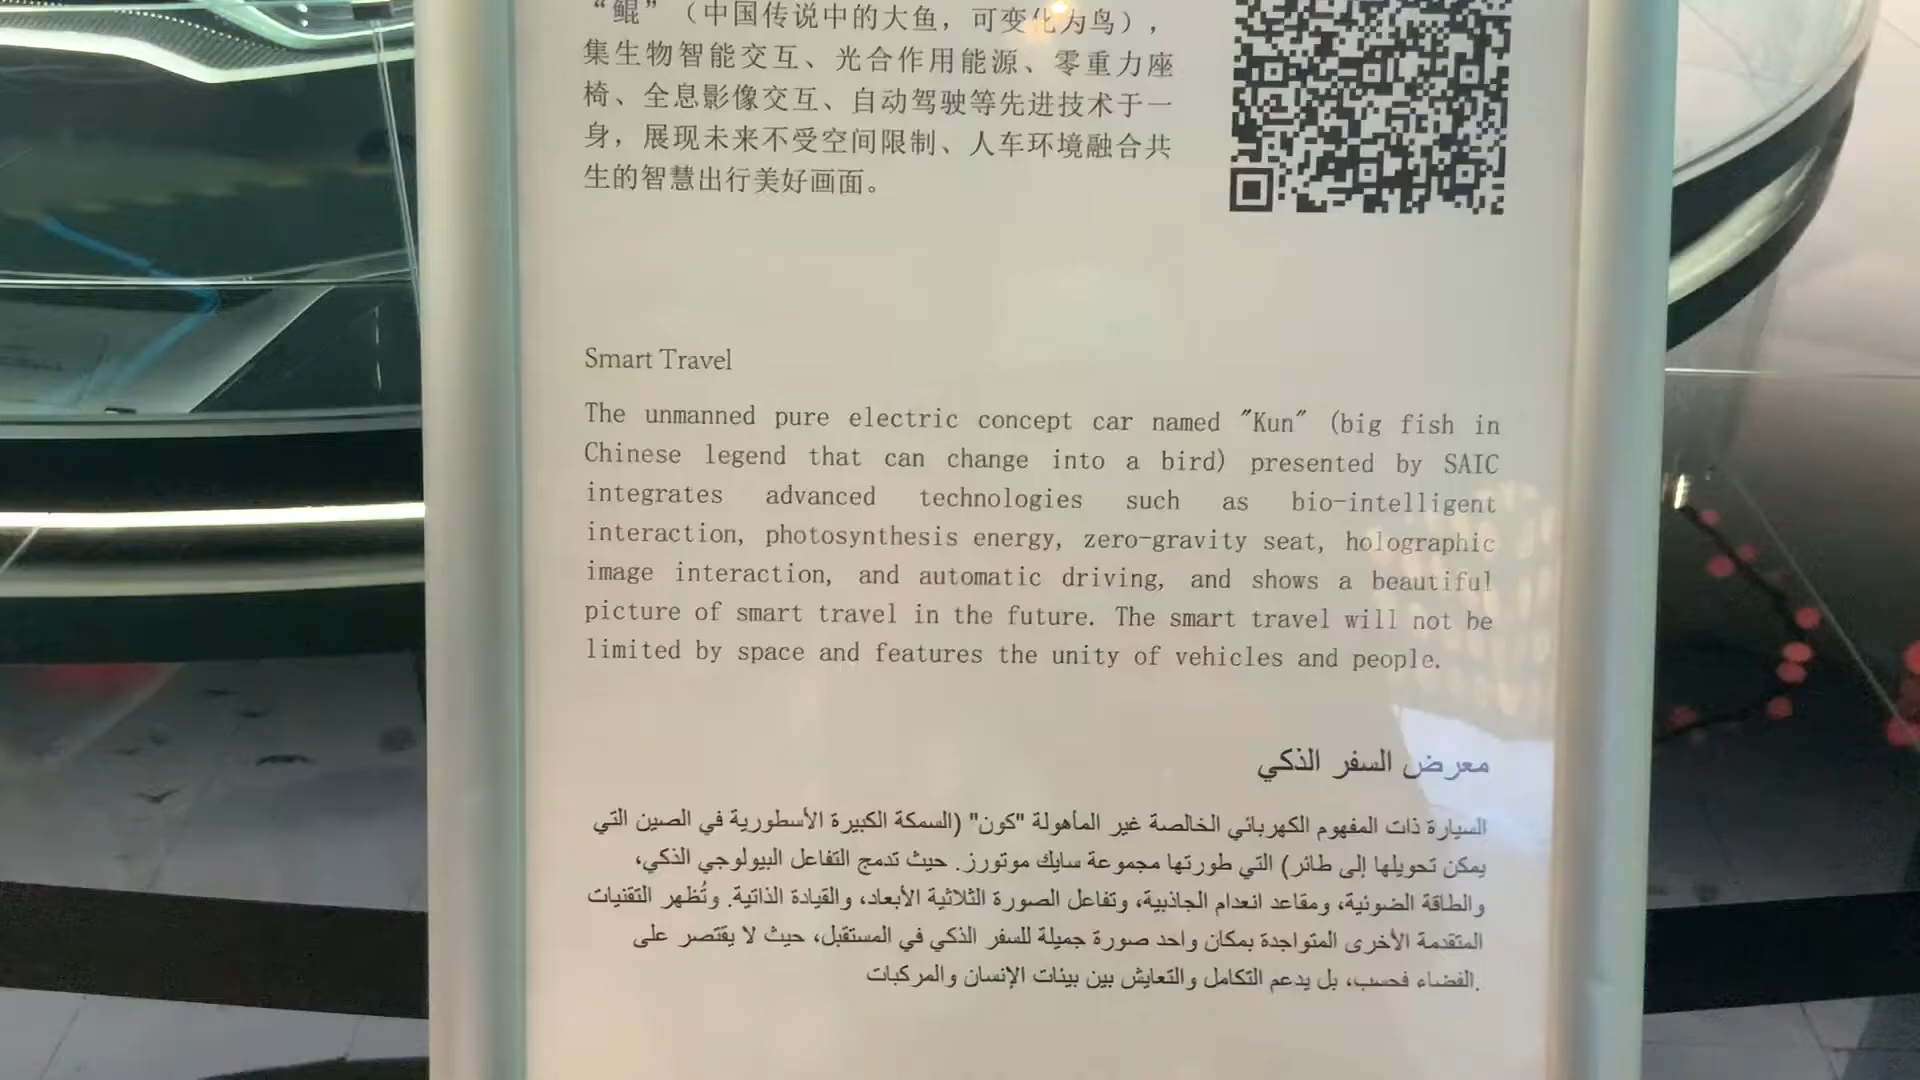 “鲲”（中国传说中的大鱼，可变化为鸟），
集生物智能交互、光合作用能源、零重力座
椅、全息影像交互、自动驾驶等先进技术于一
身，展现未来不受空间限制、人车环境融合共
生的智慧出行美好画面。
Smart Travel
The unmanned pure electric concept car named "Kun" (big fish in
Chinese legend that can change into a bird) presented by SAIC
integrates advanced technologies such as bio-intelligent
interaction, photosynthesis energy, zero-gravity seat, holographic
image interaction, and automatic driving, and shows a beautiful
picture of smart travel in the future. The smart travel will not be
limited by space and features the unity of vehicles and people.
معرض السفر الذكي
السيارة ذات المفهوم الكهربائي الخالصة غير المأهولة "كون" (السمكة الكبيرة الأسطورية في الصين التي
يمكن تحويلها إلى طائر) التي طورتها مجموعة سايك موتورز. حيث تدمج التفاعل البيولوجي الذكي،
والطاقة الضوئية، ومقاعد انعدام الجاذبية، وتفاعل الصورة الثلاثية الأبعاد، والقيادة الذاتية. وتُظهر التقنيات
المتقدمة الأخرى المتواجدة بمكان واحد صورة جميلة للسفر الذكي في المستقبل، حيث لا يقتصر على
.الفضاء فحسب، بل يدعم التكامل والتعايش بين بيئات الإنسان والمركبات